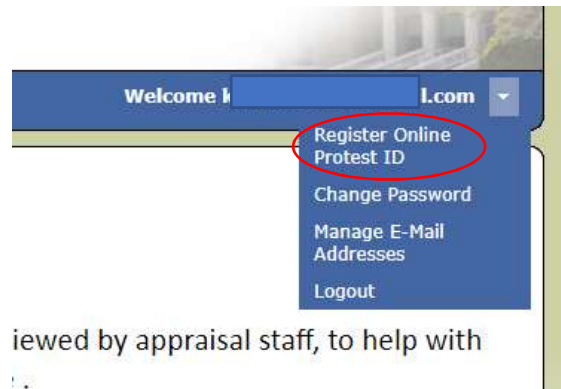 Welcome k l.com
Register Online
Protest ID
Change Password
Manage E-Mail
Addresses
Logout
iewed by appraisal staff, to help with